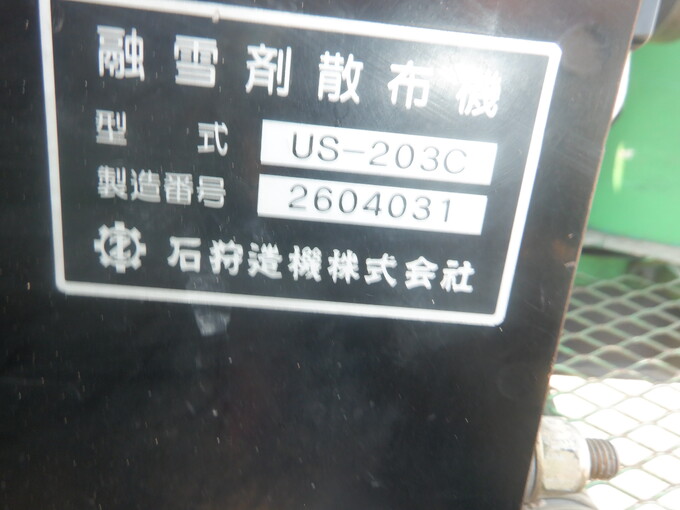 融雪剤散布機
型式 US-203C
製造番号 2604031
石狩造機株式会社